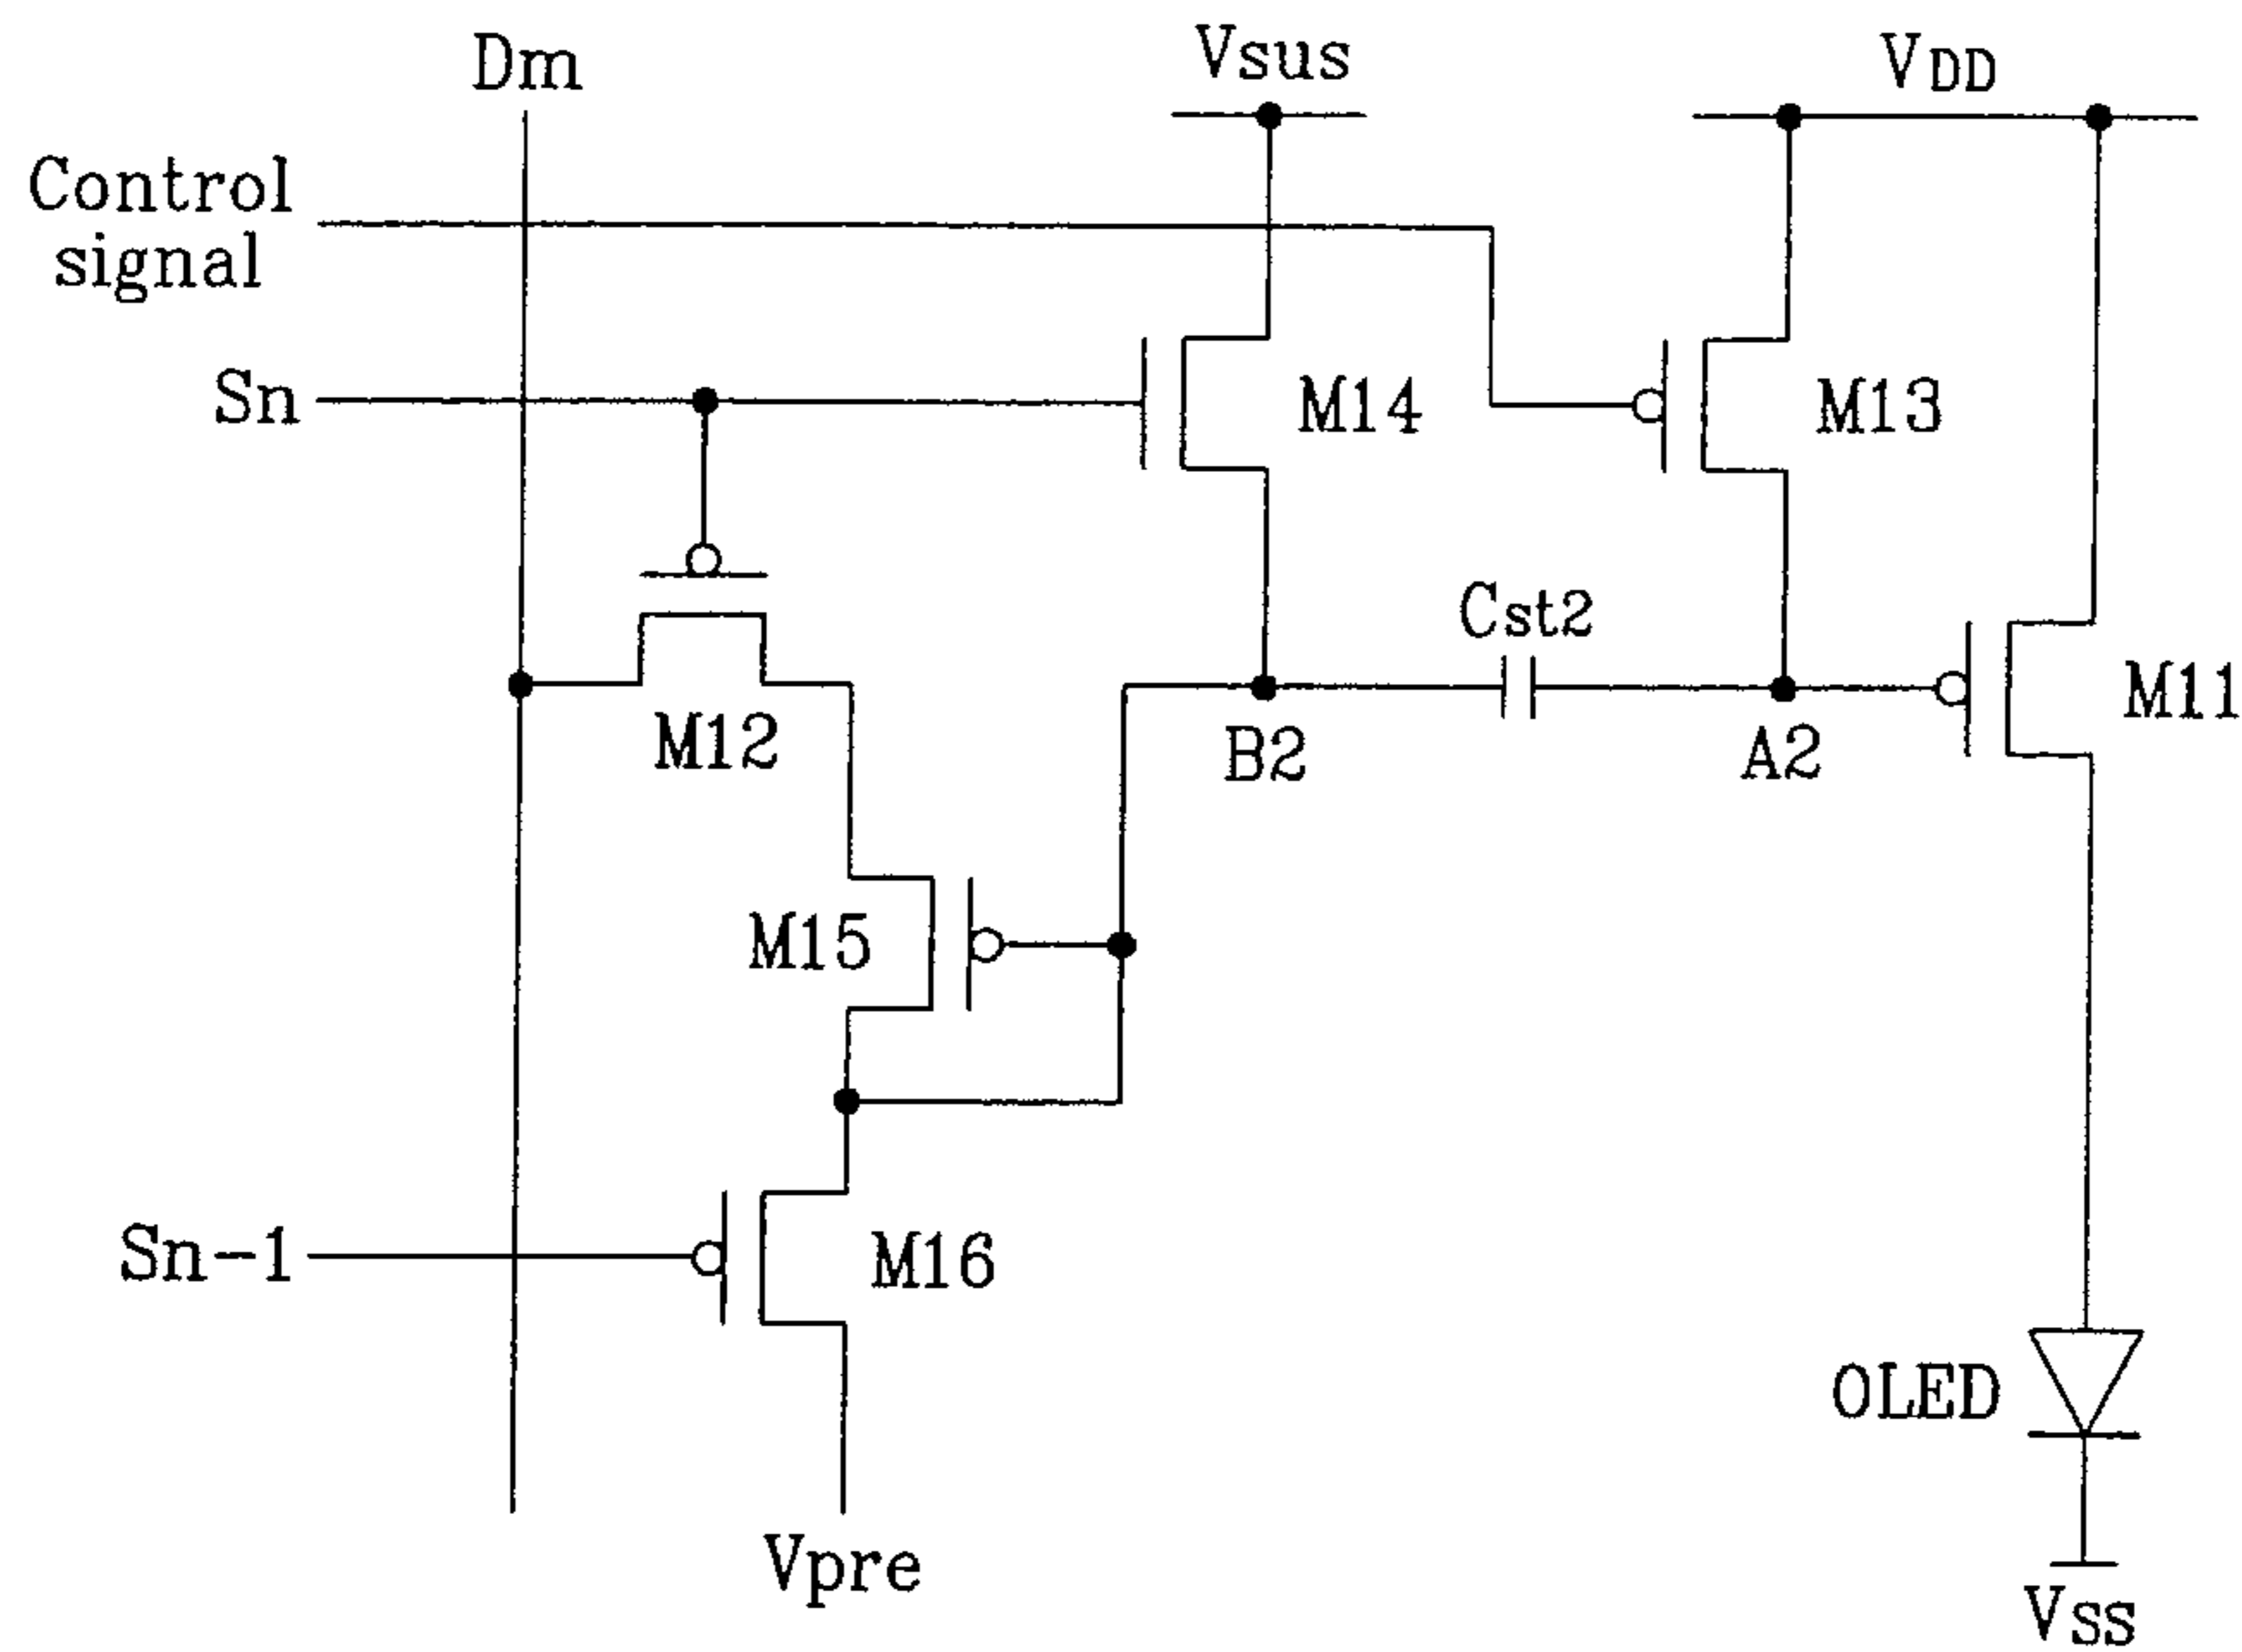 Dm
Vsus
VDD
Control
signal
Sn
M14
M13
Cst2
M12
B2
A2
M11
M15
Sn-1
M16
OLED
Vpre
VSS